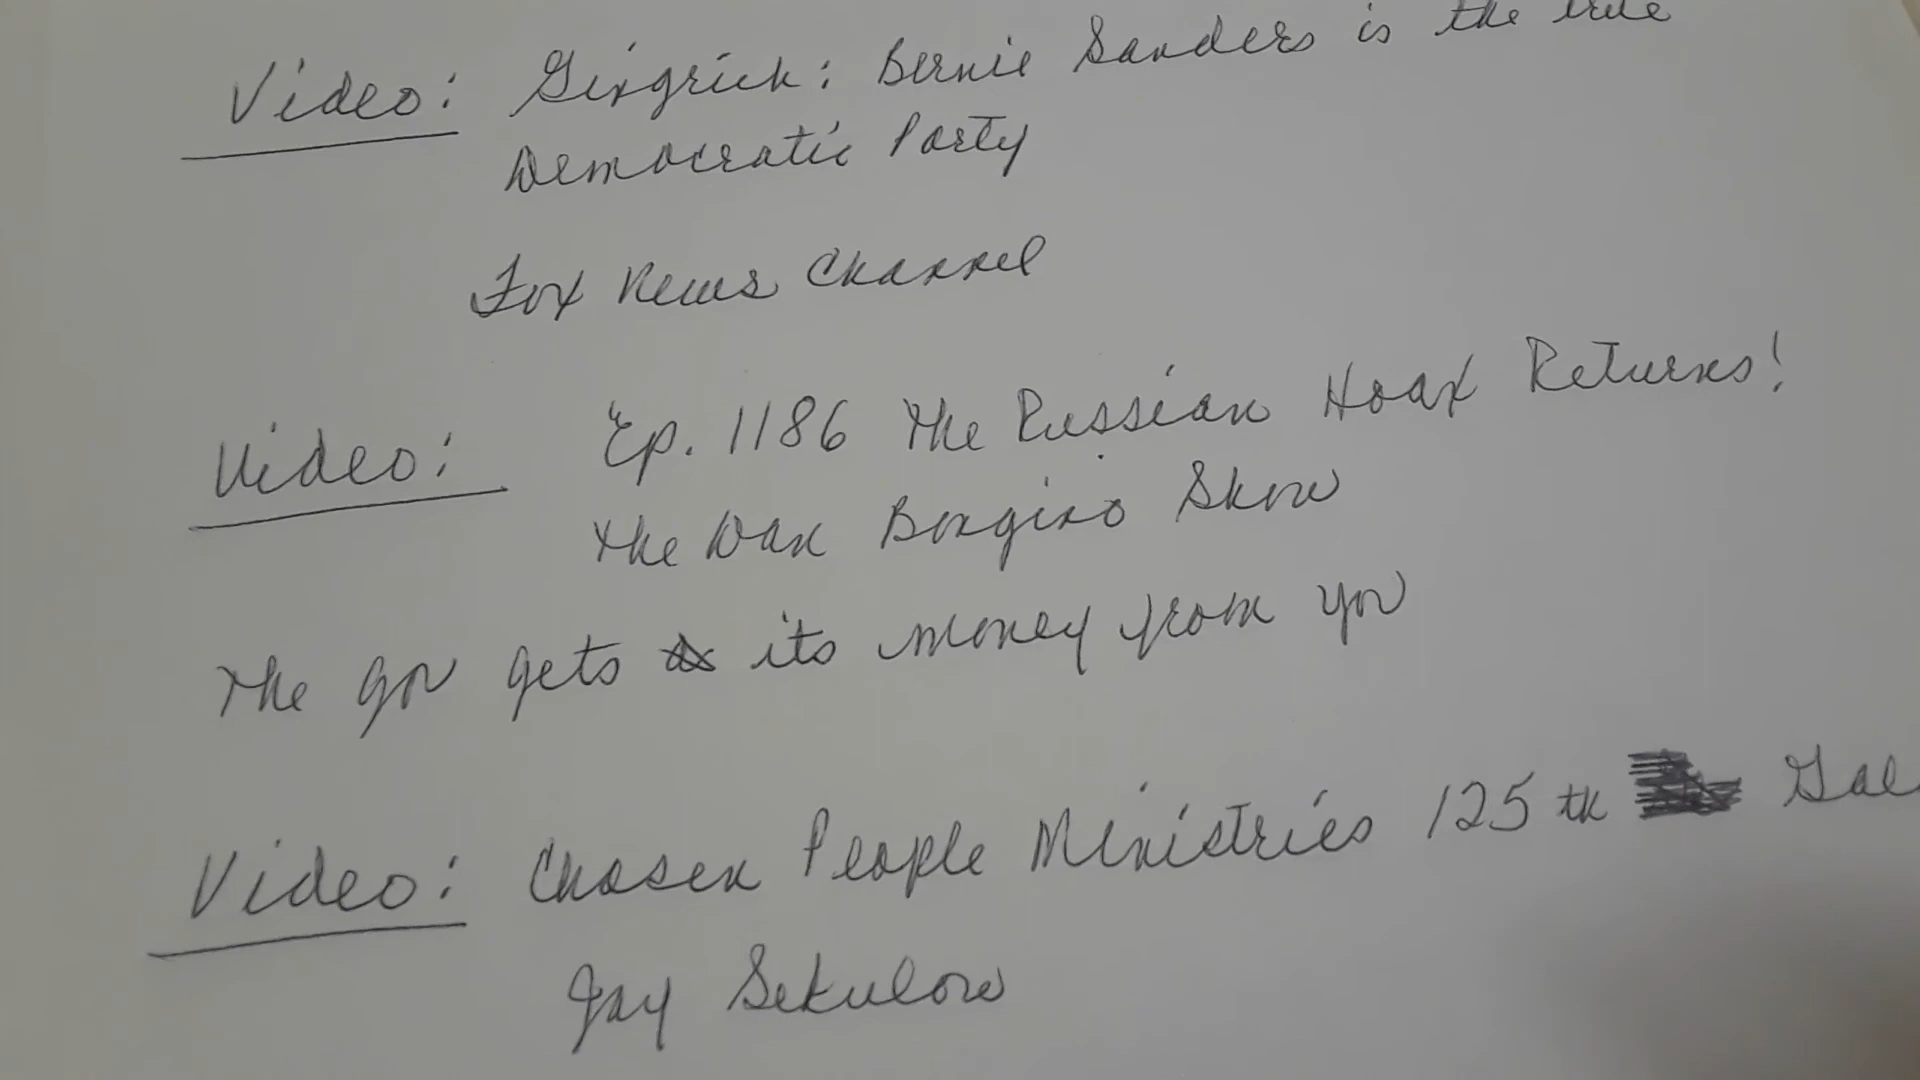 Video: Gingrich: Bernie Sanders is the true
Democratic Party
Fox News Channel
Video: Ep. 1186 The Russian Hoax Returns!
The Dan Bongino Show
The gov gets its money from you
Video: Chosen People Ministries 125th Gal
Jay Sekulow